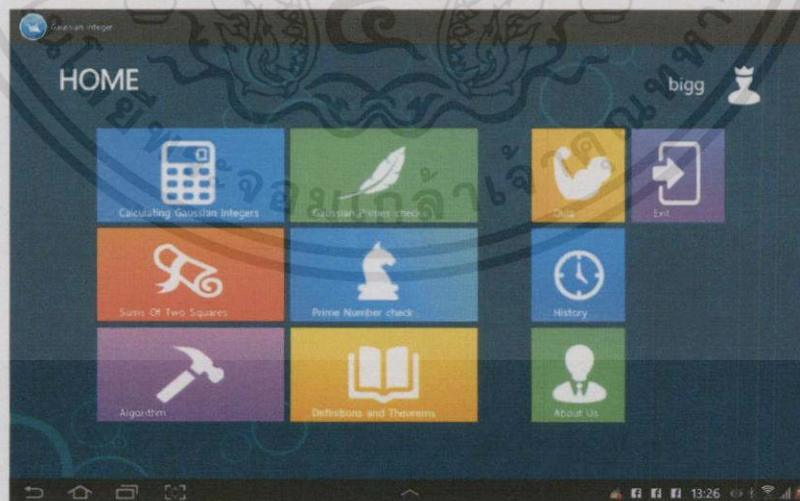 Gaussian Integer
HOME
bigg
Calculating Gaussian Integers
Gaussian Primes check
Quiz
Exit
Sums Of Two Squares
Prime Number check
History
Algorithm
Definitions and Theorems
About Us
13:26